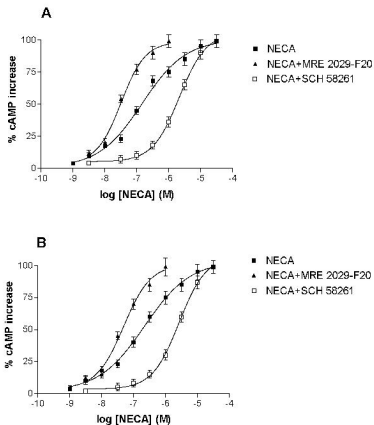 A
100
75
50
25
0
% cAMP increase
-10 -9 -8 -7 -6 -5 -4
log [NECA] (M)
NECA
NECA+MRE 2029-F20
NECA+SCH 58261
B
100
75
50
25
0
% cAMP increase
-10 -9 -8 -7 -6 -5 -4
log [NECA] (M)
NECA
NECA+MRE 2029-F20
NECA+SCH 58261